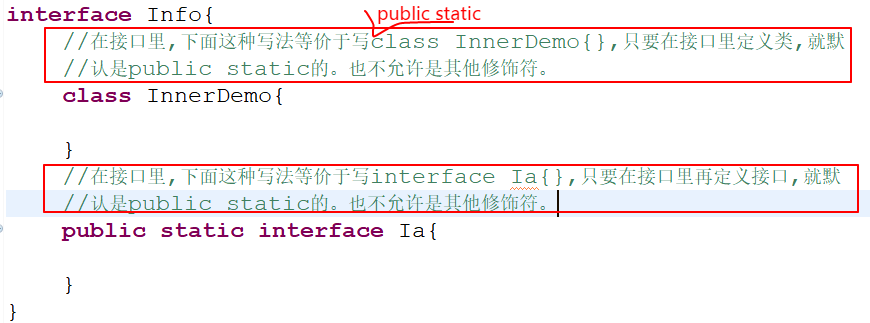 interface Info{
public static
//在接口里,下面这种写法等价于写class InnerDemo{},只要在接口里定义类,就默
//认是public static的。也不允许是其他修饰符。
class InnerDemo{
}
//在接口里,下面这种写法等价于写interface Ia{},只要在接口里再定义接口,就默
//认是public static的。也不允许是其他修饰符。
public static interface Ia{
}
}